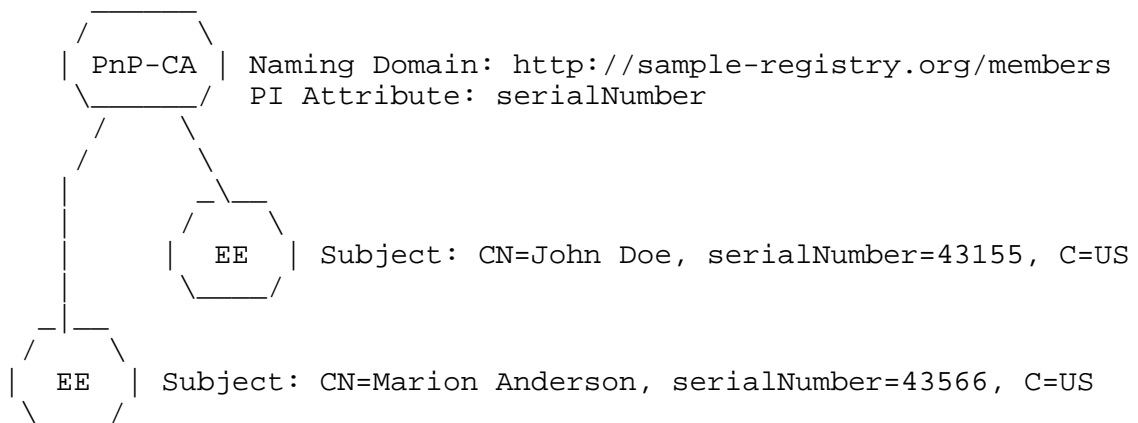 PnP-CA Naming Domain: http://sample-registry.org/members
PI Attribute: serialNumber
EE Subject: CN=John Doe, serialNumber=43155, C=US
EE Subject: CN=Marion Anderson, serialNumber=43566, C=US